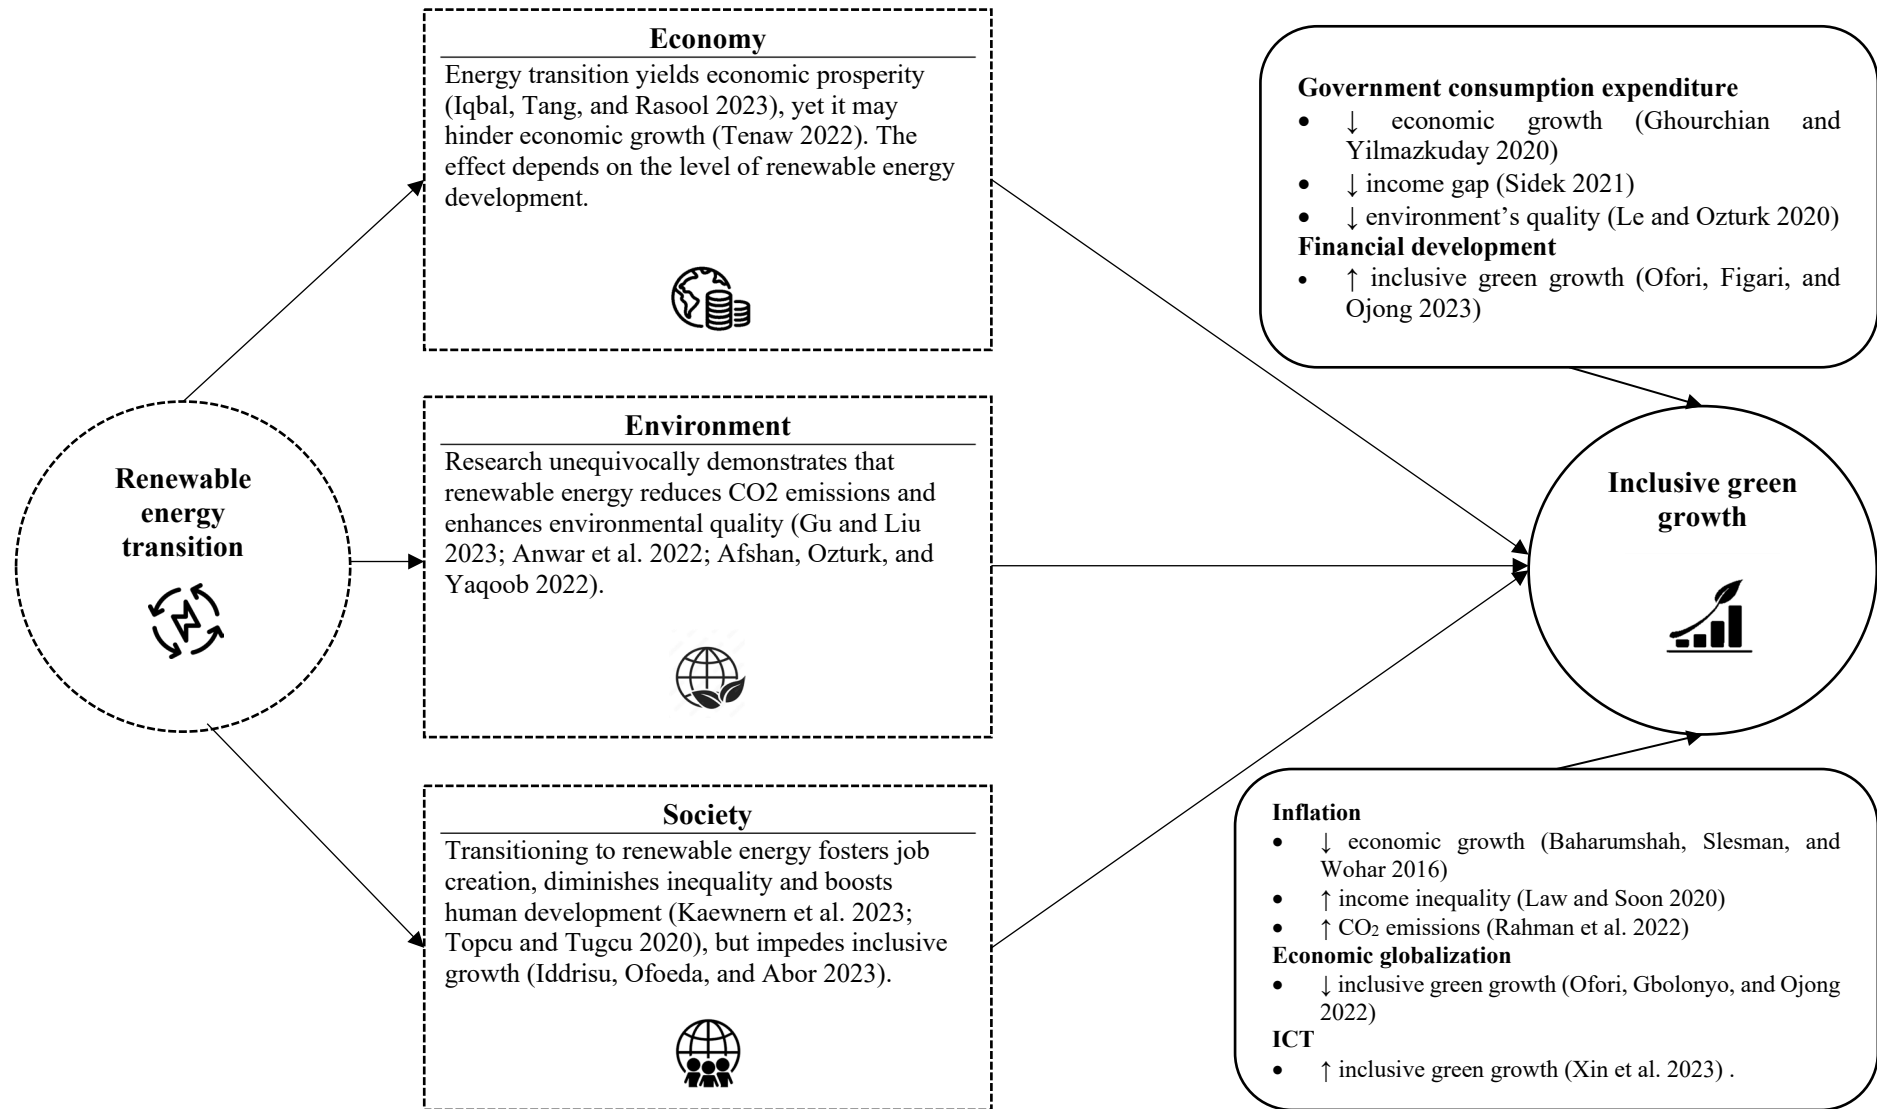 Renewable
energy
transition
Economy
Energy transition yields economic prosperity
(Iqbal, Tang, and Rasool 2023), yet it may
hinder economic growth (Tenaw 2022). The
effect depends on the level of renewable energy
development.
Environment
Research unequivocally demonstrates that
renewable energy reduces CO2 emissions and
enhances environmental quality (Gu and Liu
2023; Anwar et al. 2022; Afshan, Ozturk, and
Yaqoob 2022).
Society
Transitioning to renewable energy fosters job
creation, diminishes inequality and boosts
human development (Kaewnern et al. 2023;
Topcu and Tugcu 2020), but impedes inclusive
growth (Iddrisu, Ofoeda, and Abor 2023).
Government consumption expenditure
• ↓ economic growth (Ghourchian and
Yilmazkuday 2020)
• ↓ income gap (Sidek 2021)
• ↓ environment’s quality (Le and Ozturk 2020)
Financial development
• ↑ inclusive green growth (Ofori, Figari, and
Ojong 2023)
Inclusive green
growth
Inflation
• ↓ economic growth (Baharumshah, Slesman, and
Wohar 2016)
• ↑ income inequality (Law and Soon 2020)
• ↑ CO₂ emissions (Rahman et al. 2022)
Economic globalization
• ↓ inclusive green growth (Ofori, Gbolonyo, and Ojong
2022)
ICT
• ↑ inclusive green growth (Xin et al. 2023) .